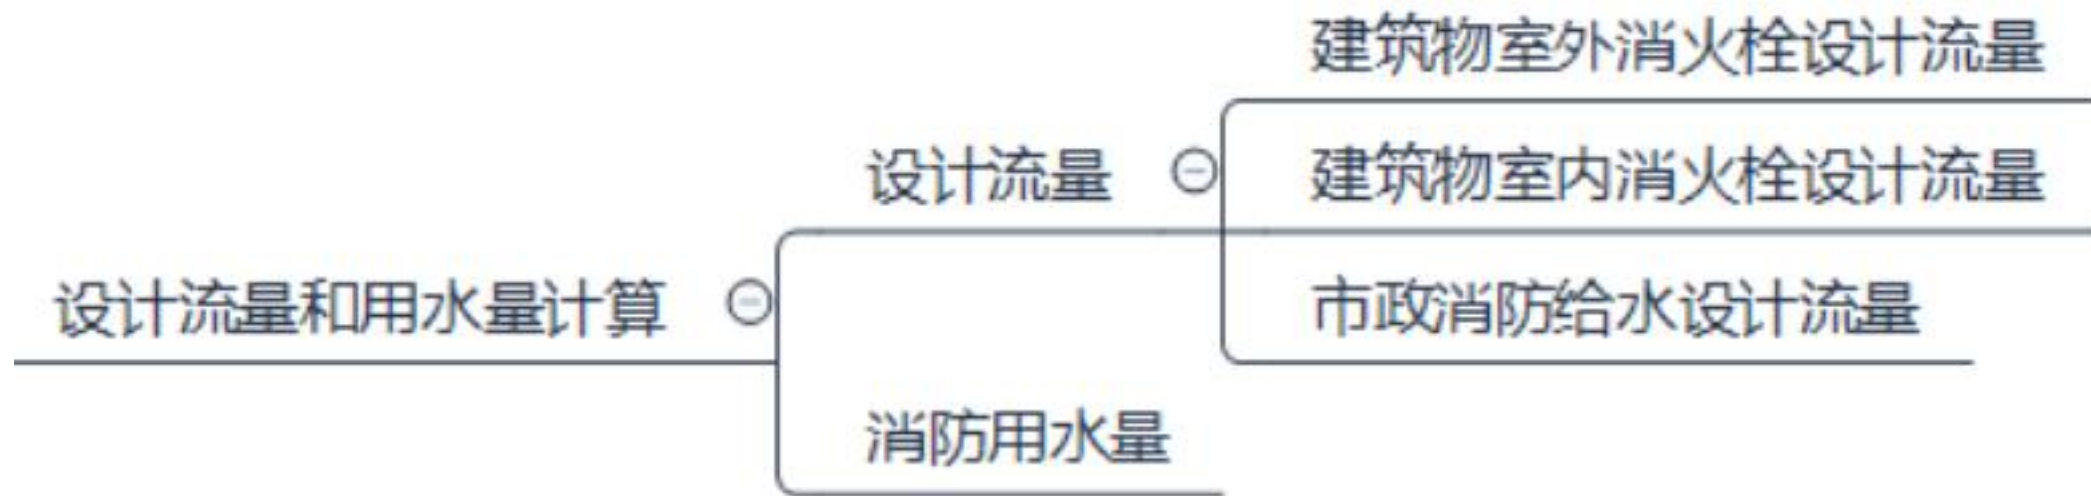 建筑物室外消火栓设计流量
设计流量
建筑物室内消火栓设计流量
设计流量和用水量计算
市政消防给水设计流量
消防用水量